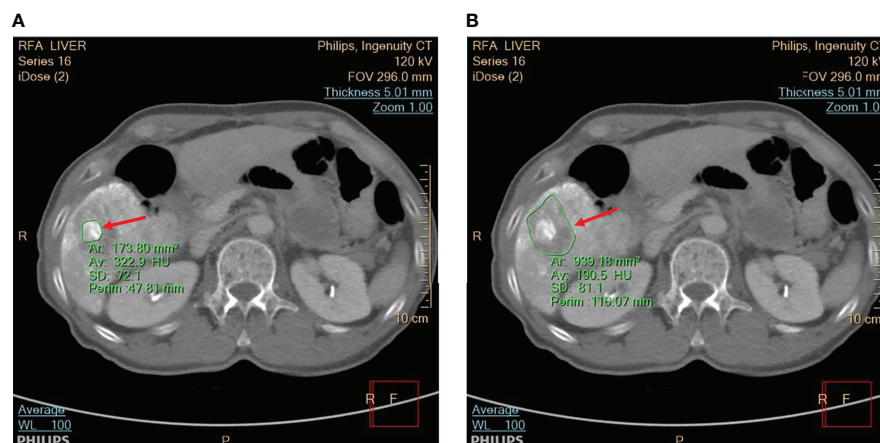 A
RFA LIVER
Series 16
iDose (2)
Philips, Ingenuity CT
120 kV
FOV 296.0 mm
Thickness 5.01 mm
Zoom 1.00
R
Ar: 173.80 mm²
Av: 322.9 HU
SD: 72.1
Perim :47.81 mm
10 cm
R F
Average
WL 100
PHILIPS
P
B
RFA LIVER
Series 16
iDose (2)
Philips, Ingenuity CT
120 kV
FOV 296.0 mm
Thickness 5.01 mm
Zoom 1.00
R
Ar: 939.18 mm²
Av: 190.5 HU
SD: 81.1
Perim :116.07 mm
10 cm
R F
Average
WL 100
PHILIPS
P